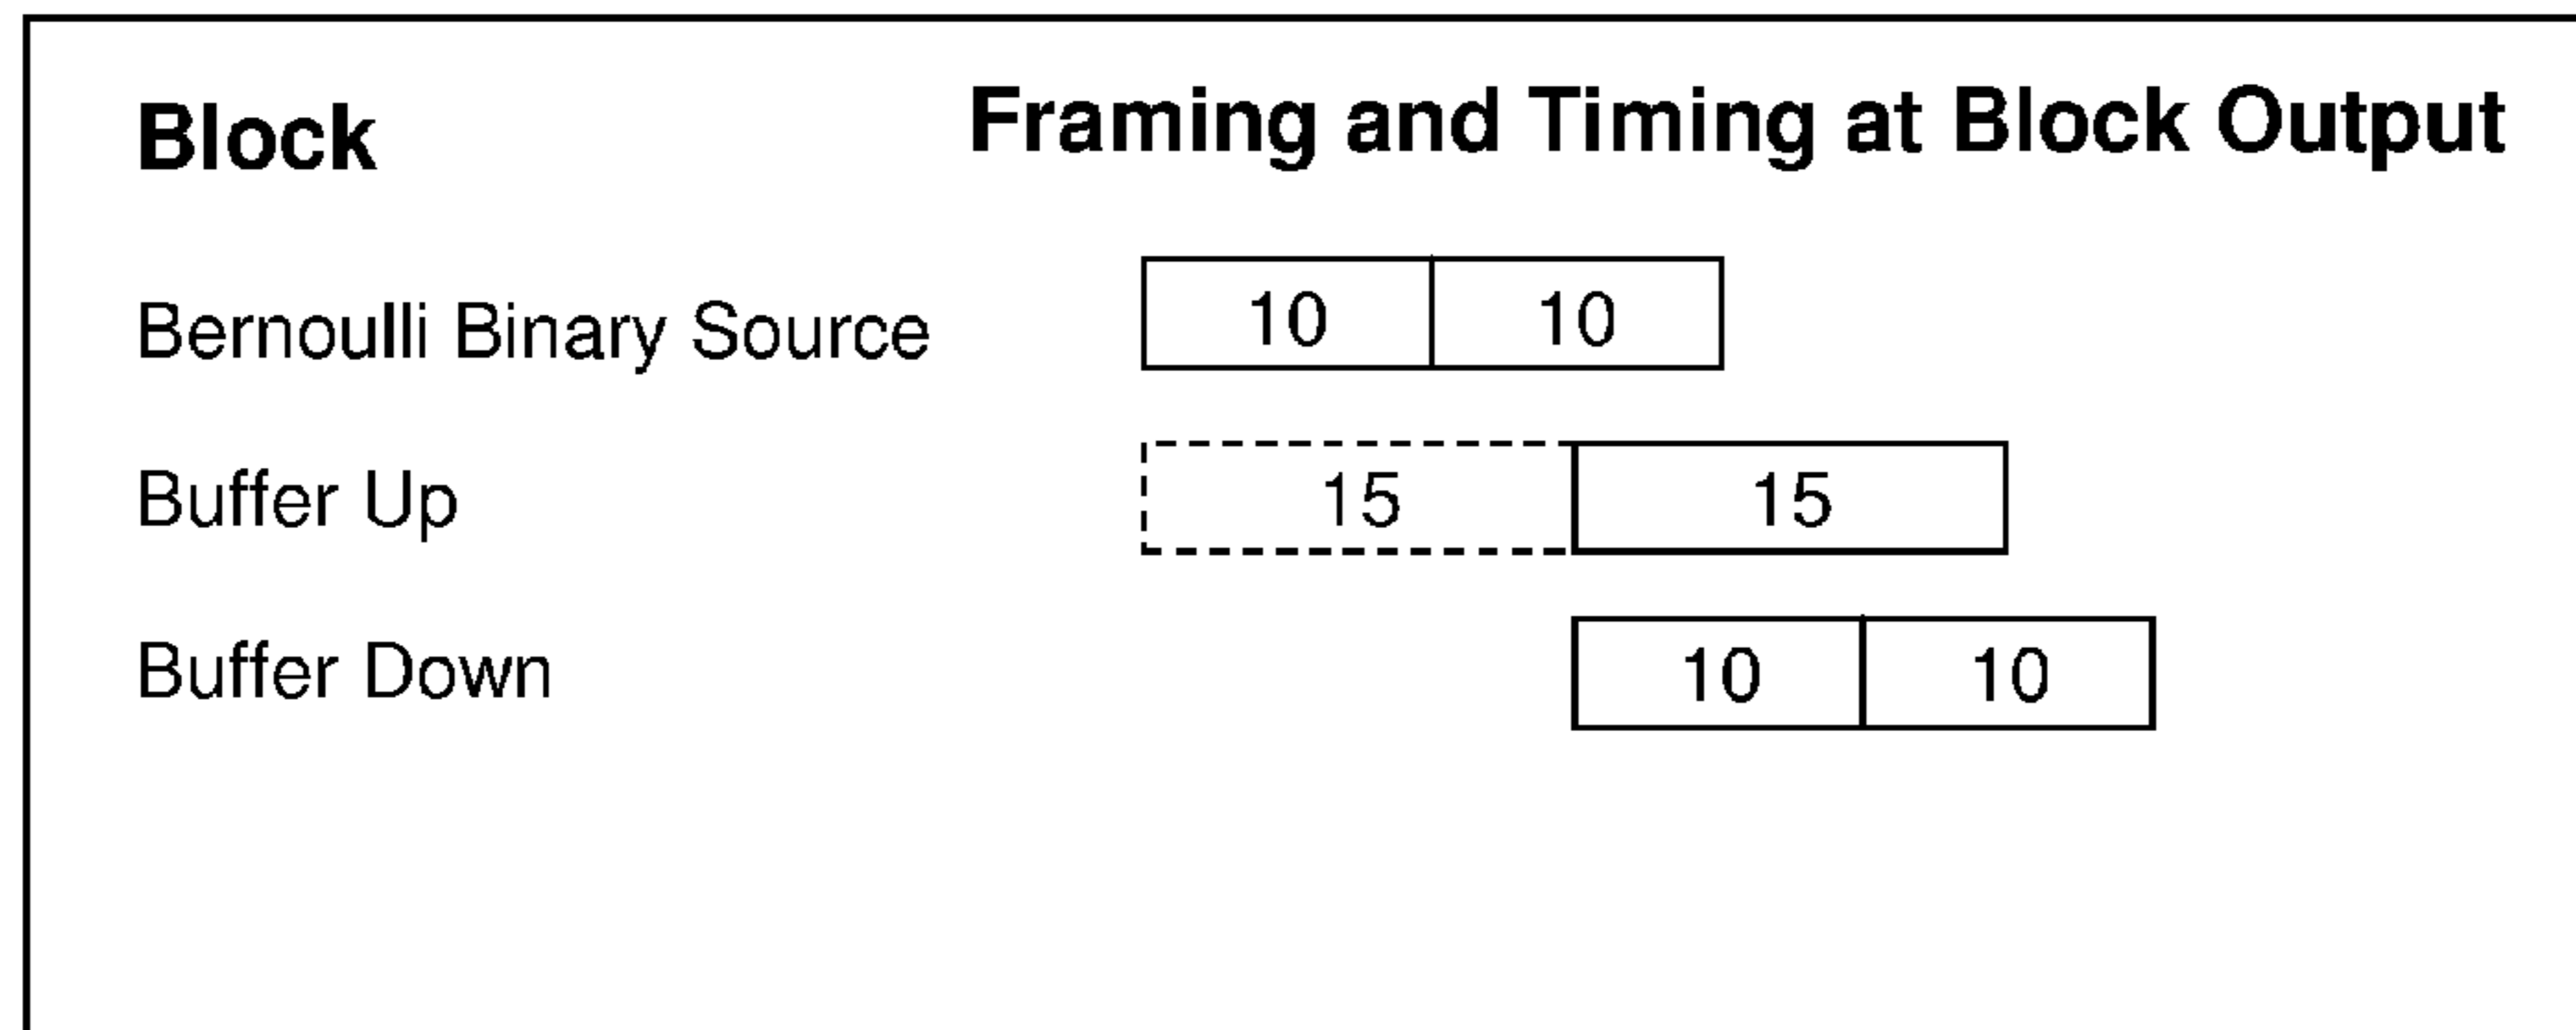 Block
Framing and Timing at Block Output
Bernoulli Binary Source
10 10
Buffer Up
15 15
Buffer Down
10 10